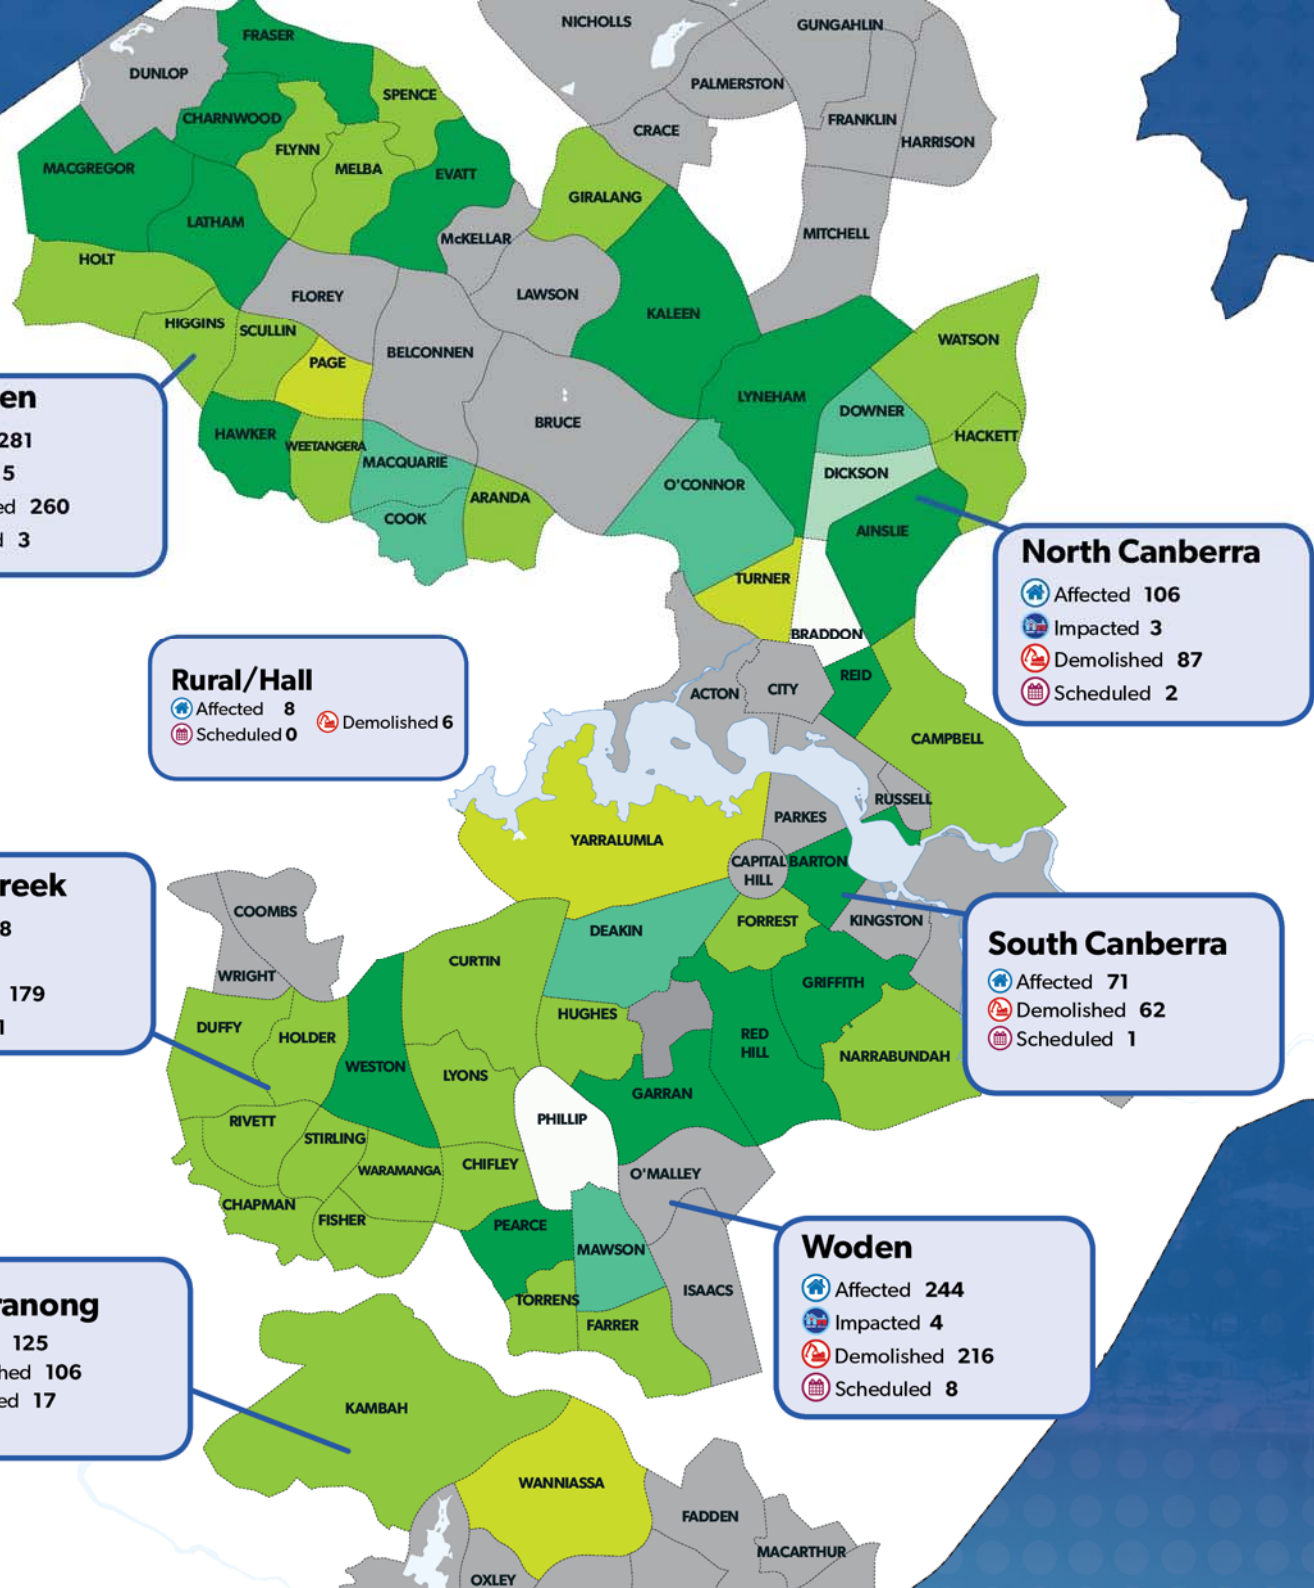 NICHOLLS
GUNGAHLIN
FRASER
DUNLOP
PALMERSTON
SPENCE
CHARNWOOD
FRANKLIN
CRACE
HARRISON
FLYNN
MELBA
MACGREGOR
EVATT
GIRALANG
LATHAM
MITCHELL
McKELLAR
HOLT
FLOREY
LAWSON
KALEEN
HIGGINS
SCULLIN
WATSON
PAGE
BELCONNEN
LYNEHAM
DOWNER
BRUCE
HAWKER
WEETANGERA
HACKETT
MACQUARIE
DICKSON
O'CONNOR
ARANDA
COOK
AINSLIE
en
281
5
ed 260
d 3
TURNER
BRADDON
North Canberra
Affected 106
Impacted 3
Demolished 87
Scheduled 2
REID
ACTON
CITY
Rural/Hall
Affected 8
Demolished 6
Scheduled 0
CAMPBELL
RUSSELL
PARKES
YARRALUMLA
CAPITAL
HILL
BARTON
reek
8
179
1
COOMBS
WRIGHT
DEAKIN
FORREST
KINGSTON
South Canberra
Affected 71
Demolished 62
Scheduled 1
CURTIN
GRIFFITH
HUGHES
DUFFY
HOLDER
RED
HILL
NARRABUNDAH
WESTON
LYONS
GARRAN
PHILLIP
RIVETT
STIRLING
WARAMANGA
CHIFLEY
O'MALLEY
CHAPMAN
FISHER
PEARCE
MAWSON
ISAACS
TORRENS
FARRER
Woden
Affected 244
Impacted 4
Demolished 216
Scheduled 8
ranong
125
hed 106
ed 17
KAMBAH
WANNIASSA
FADDEN
MACARTHUR
OXLEY